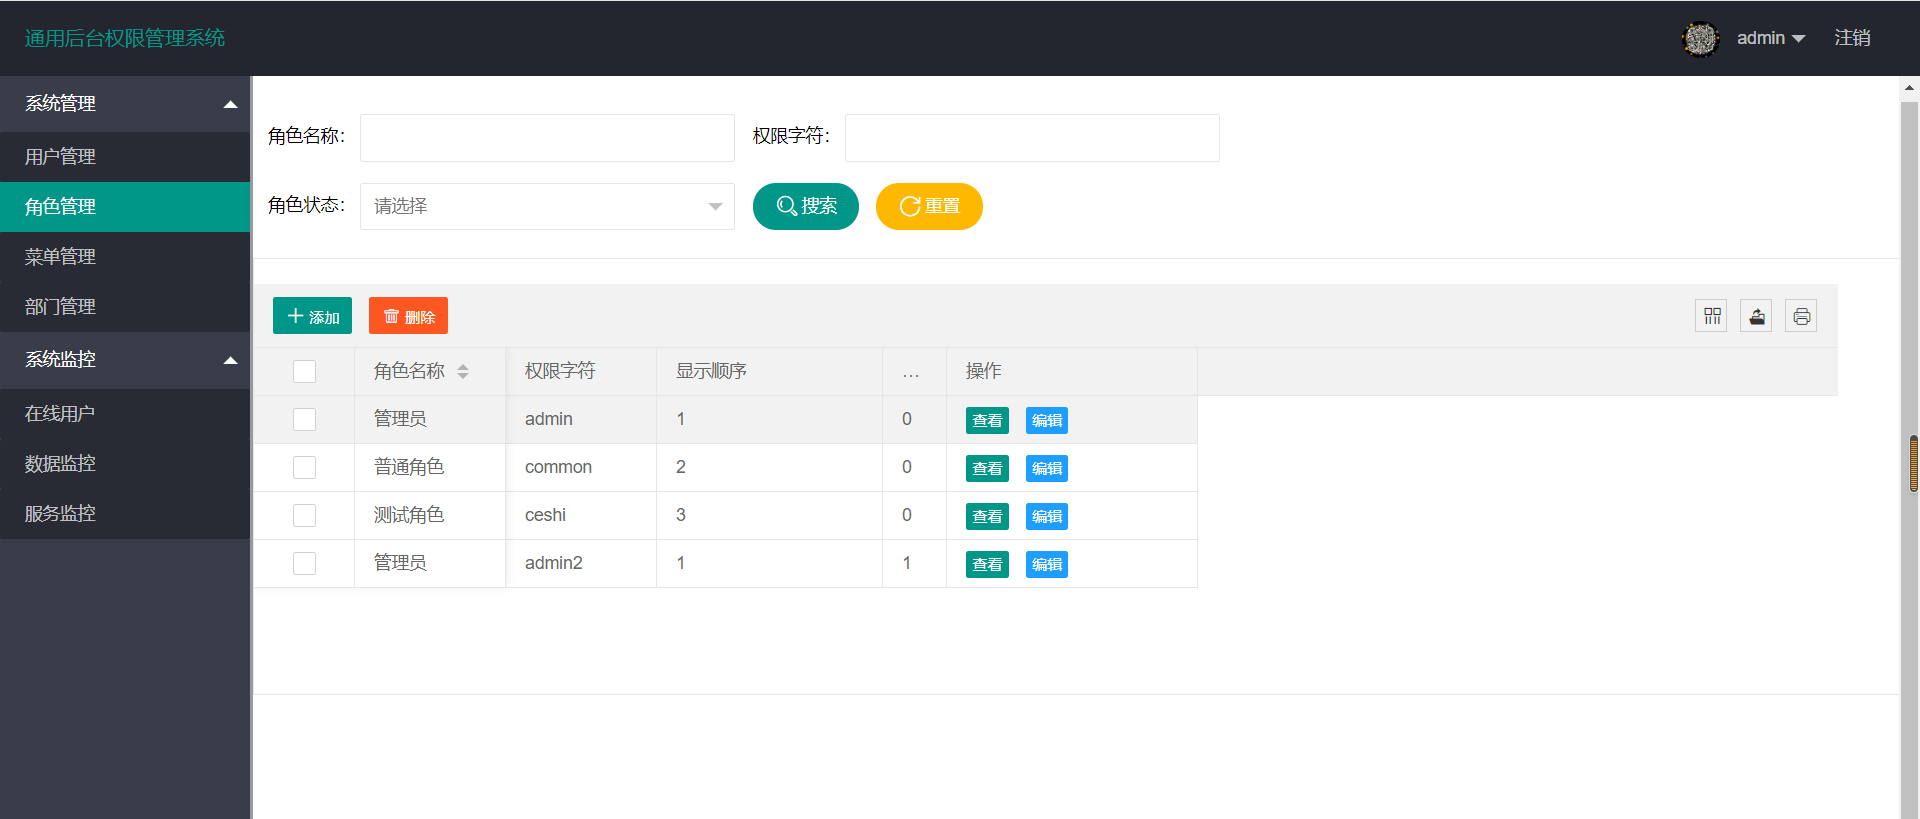 通用后台权限管理系统
admin
注销
系统管理
用户管理
角色管理
菜单管理
部门管理
系统监控
在线用户
数据监控
服务监控
角色名称：
权限字符：
角色状态：
请选择
搜索
重置
添加
删除
角色名称 权限字符 显示顺序 ... 操作
管理员 admin 1 0 查看 编辑
普通角色 common 2 0 查看 编辑
测试角色 ceshi 3 0 查看 编辑
管理员 admin2 1 1 查看 编辑